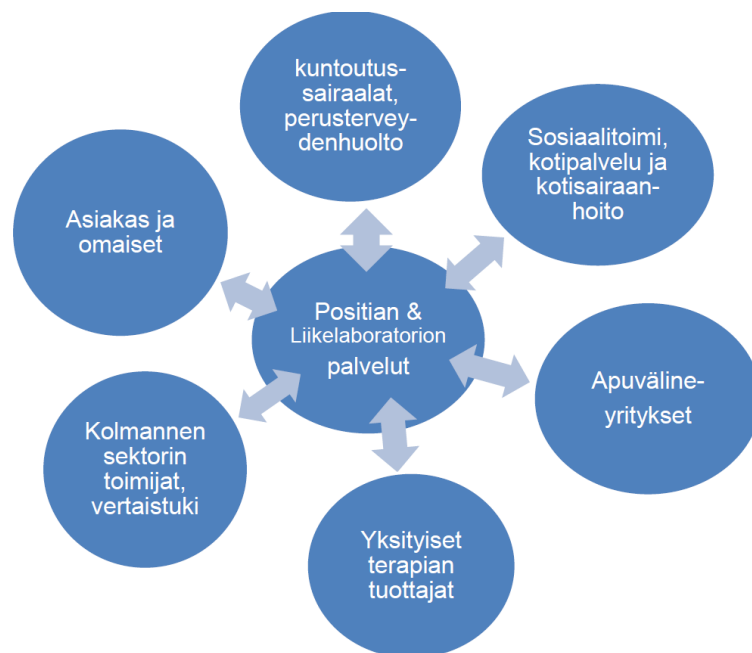 kuntoutus-
sairaalat,
perustervey-
denhuolto
Sosiaalitoimi,
kotipalvelu ja
kotisairaan-
hoito
Asiakas ja
omaiset
Positian &
Liikelaboratorion
palvelut
Apuväline-
yritykset
Kolmannen
sektorin
toimijat,
vertaistuki
Yksityiset
terapian
tuottajat